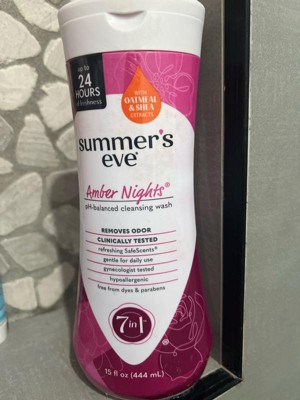 up to
24
HOURS
of freshness
WITH
OATMEAL
& SHEA
EXTRACTS
summer's
eve®
Amber Nights®
pH-balanced cleansing wash
REMOVES ODOR
CLINICALLY TESTED
refreshing SafeScents®
gentle for daily use
gynecologist tested
hypoallergenic
free from dyes & parabens
7 in 1
15 fl oz (444 mL)